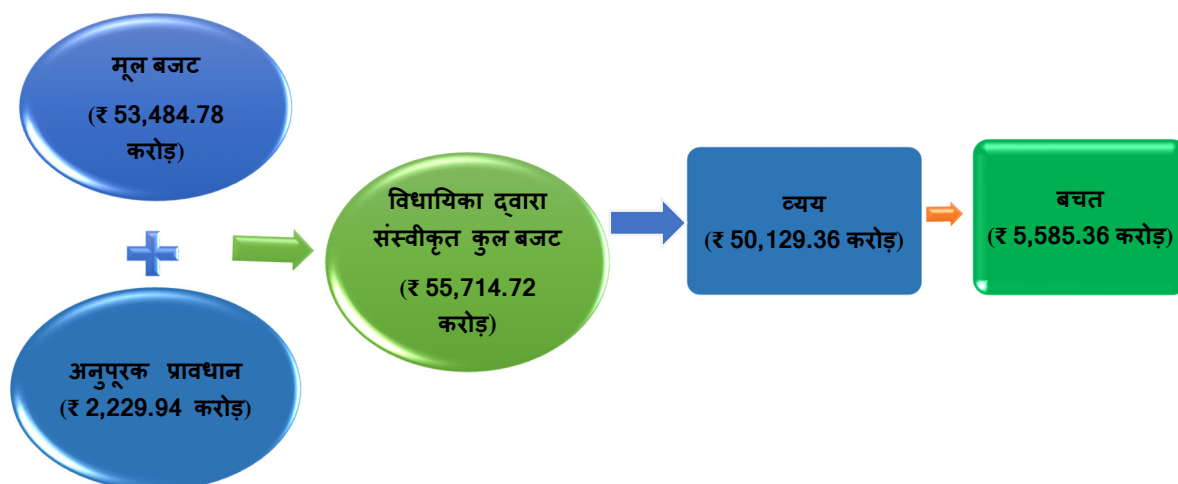 मूल बजट
(₹ 53,484.78
करोड़)
अनुपूरक प्रावधान
(₹ 2,229.94 करोड़)
विधायिका द्वारा
संस्वीकृत कुल बजट
(₹ 55,714.72
करोड़)
व्यय
(₹ 50,129.36 करोड़)
बचत
(₹ 5,585.36 करोड़)